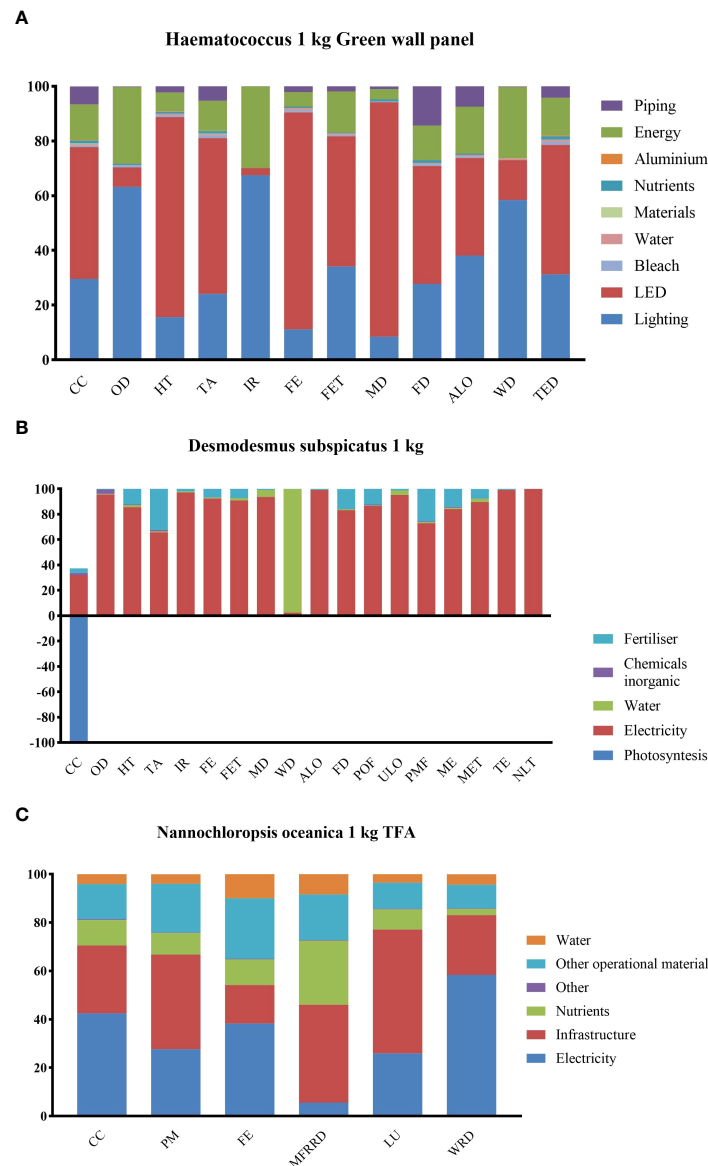 A
Haematococcus 1 kg Green wall panel
100
80
60
40
20
0
CC OD HT TA IR FE FET MD FD ALO WD TED
Piping
Energy
Aluminium
Nutrients
Materials
Water
Bleach
LED
Lighting
B
Desmodesmus subspicatus 1 kg
100
80
60
40
20
0
-20
-40
-60
-80
-100
CC OD HT TA IR FE FET MD WD ALO FD POF ULO PMF ME MET TE NLT
Fertiliser
Chemicals
inorganic
Water
Electricity
Photosyntesis
C
Nannochloropsis oceanica 1 kg TFA
100
80
60
40
20
0
CC PM FE MFRRD LU WRD
Water
Other operational material
Other
Nutrients
Infrastructure
Electricity